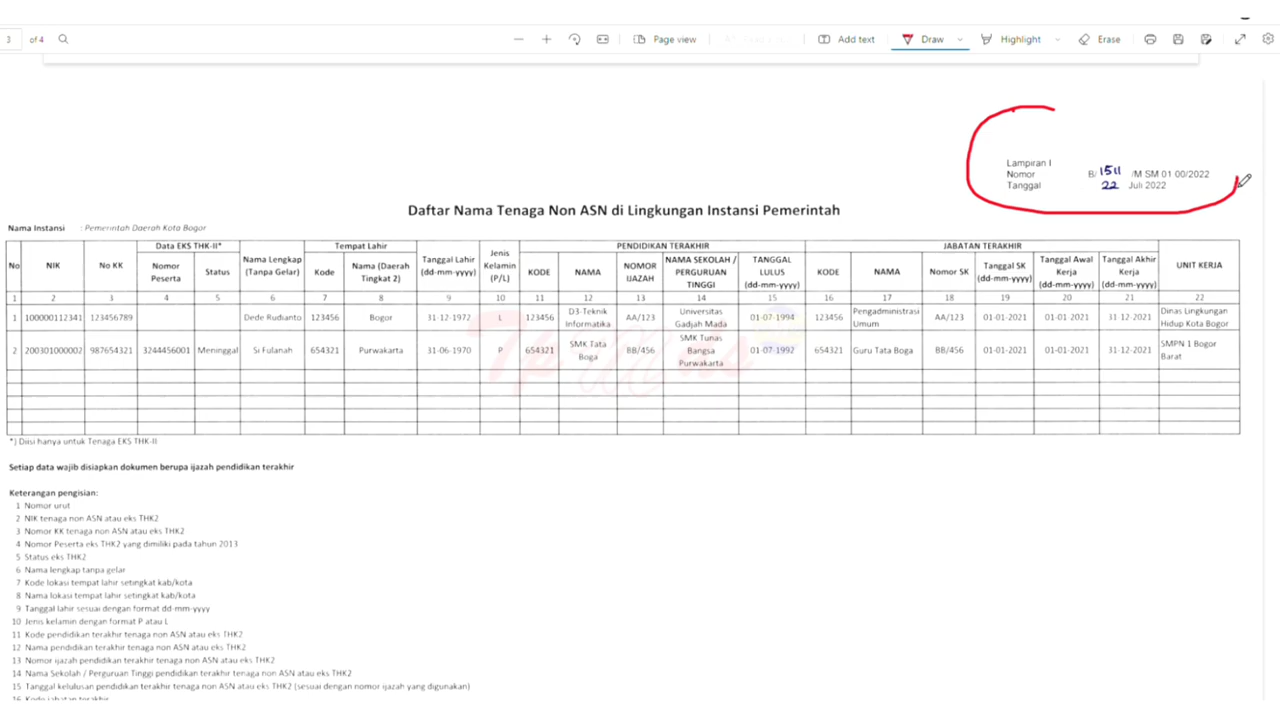 3 of 4 Page view Add text Draw Highlight Erase
Lampiran I
Nomor B/ 1511 /M SM 01 00/2022
Tanggal 22 Juli 2022
Daftar Nama Tenaga Non ASN di Lingkungan Instansi Pemerintah
Nama Instansi : Pemerintah Daerah Kota Bogor
No NIK No KK Data EKS THK-II* Nomor Peserta Status Nama Lengkap (Tanpa Gelar) Tempat Lahir Kode Nama (Daerah Tingkat 2) Tanggal Lahir (dd-mm-yyyy) Jenis Kelamin (P/L) PENDIDIKAN TERAKHIR KODE NAMA NOMOR IJAZAH NAMA SEKOLAH / PERGURUAN TINGGI TANGGAL LULUS (dd-mm-yyyy) JABATAN TERAKHIR KODE NAMA Nomor SK Tanggal SK (dd-mm-yyyy) Tanggal Awal Kerja (dd-mm-yyyy) Tanggal Akhir Kerja (dd-mm-yyyy) UNIT KERJA
1 2 3 4 5 6 7 8 9 10 11 12 13 14 15 16 17 18 19 20 21 22
1 100000112341 123456789 Dede Rudianto 123456 Bogor 31-12-1972 L 123456 D3-Teknik Informatika AA/123 Universitas Gadjah Mada 01-07-1994 123456 Pengadministrasi Umum AA/123 01-01-2021 01-01-2021 31-12-2021 Dinas Lingkungan Hidup Kota Bogor
2 200301000002 987654321 3244456001 Meninggal Si Fulanah 654321 Purwakarta 31-06-1970 P 654321 SMK Tata Boga BB/456 SMK Tunas Bangsa Purwakarta 01-07-1992 654321 Guru Tata Boga BB/456 01-01-2021 01-01-2021 31-12-2021 SMPN 1 Bogor Barat
*) Diisi hanya untuk Tenaga EKS THK-II
Setiap data wajib disiapkan dokumen berupa ijazah pendidikan terakhir
Keterangan pengisian:
1 Nomor urut
2 NIK tenaga non ASN atau eks THK2
3 Nomor KK tenaga non ASN atau eks THK2
4 Nomor Peserta eks THK2 yang dimiliki pada tahun 2013
5 Status eks THK2
6 Nama lengkap tanpa gelar
7 Kode lokasi tempat lahir setingkat kab/kota
8 Nama lokasi tempat lahir setingkat kab/kota
9 Tanggal lahir sesuai dengan format dd-mm-yyyy
10 Jenis kelamin dengan format P atau L
11 Kode pendidikan terakhir tenaga non ASN atau eks THK2
12 Nama pendidikan terakhir tenaga non ASN atau eks THK2
13 Nomor ijazah pendidikan terakhir tenaga non ASN atau eks THK2
14 Nama Sekolah / Perguruan Tinggi pendidikan terakhir tenaga non ASN atau eks THK2
15 Tanggal kelulusan pendidikan terakhir tenaga non ASN atau eks THK2 (sesuai dengan nomor ijazah yang digunakan)
16 Kode jabatan terakhir